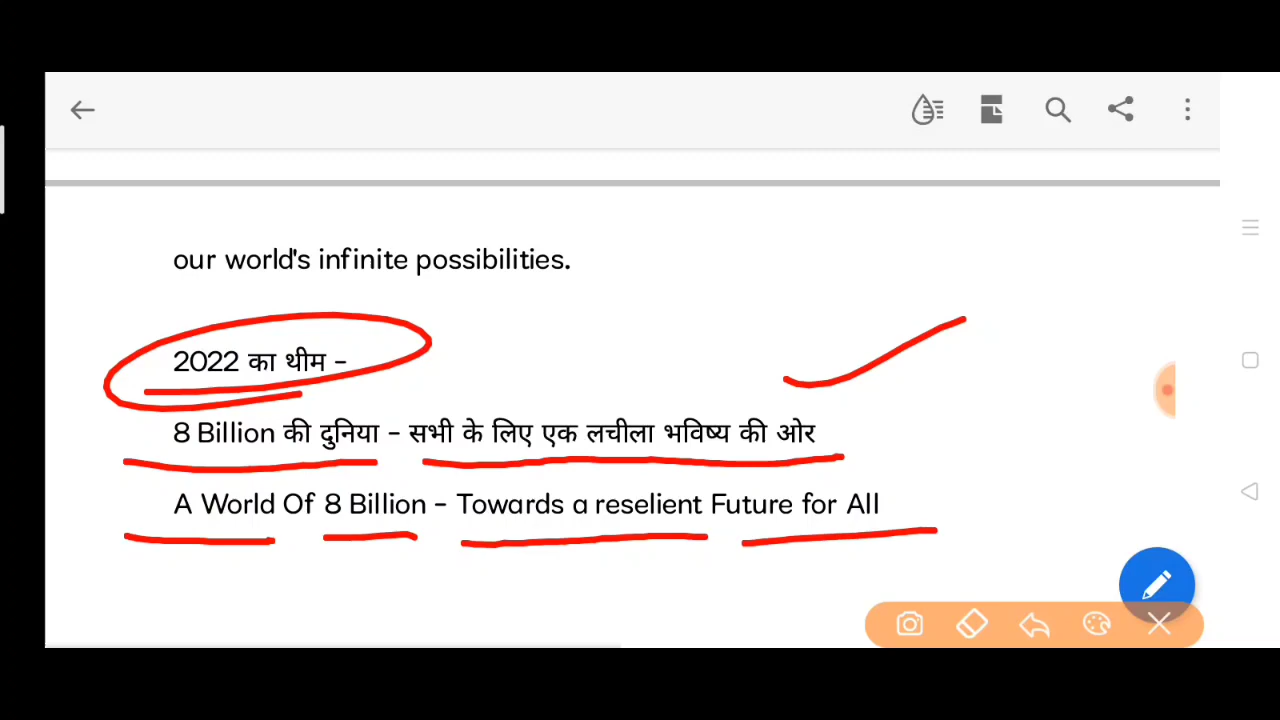 our world's infinite possibilities.
2022 का थीम -
8 Billion की दुनिया - सभी के लिए एक लचीला भविष्य की ओर
A World Of 8 Billion - Towards a reselient Future for All